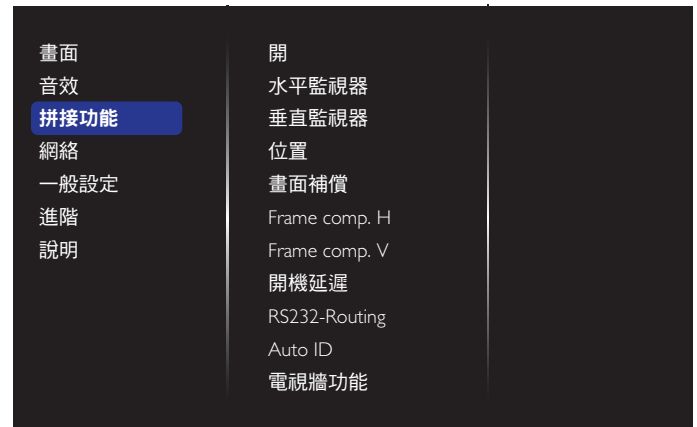 畫面
音效
拼接功能
網絡
一般設定
進階
說明
開
水平監視器
垂直監視器
位置
畫面補償
Frame comp. H
Frame comp. V
開機延遲
RS232-Routing
Auto ID
電視牆功能